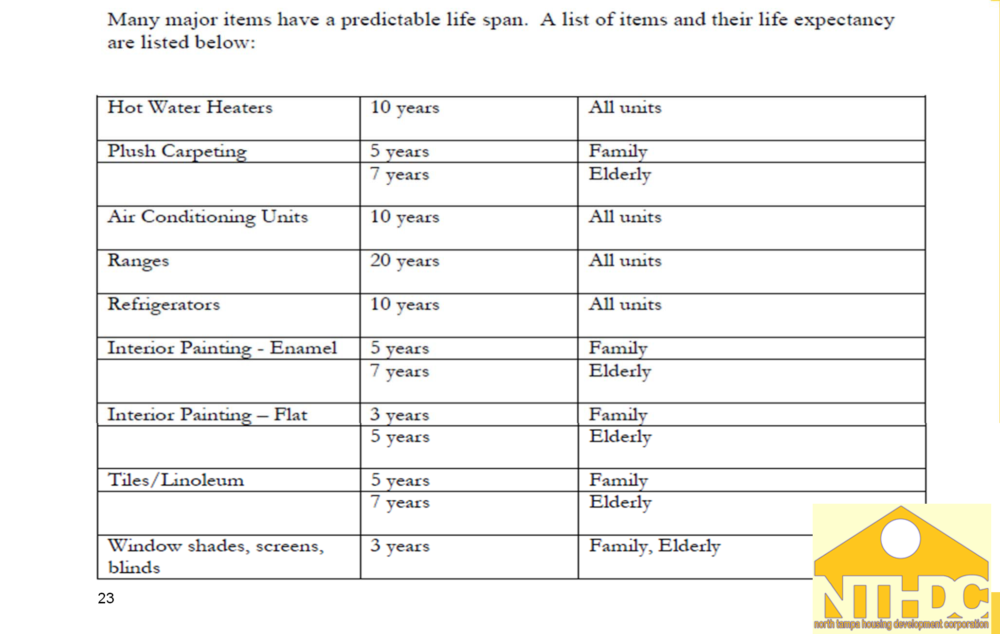 Many major items have a predictable life span. A list of items and their life expectancy
are listed below:
Hot Water Heaters 10 years All units
Plush Carpeting 5 years Family
7 years Elderly
Air Conditioning Units 10 years All units
Ranges 20 years All units
Refrigerators 10 years All units
Interior Painting - Enamel 5 years Family
7 years Elderly
Interior Painting – Flat 3 years Family
5 years Elderly
Tiles/Linoleum 5 years Family
7 years Elderly
Window shades, screens, 3 years Family, Elderly
blinds
23
NTHDC
north tampa housing development corporation